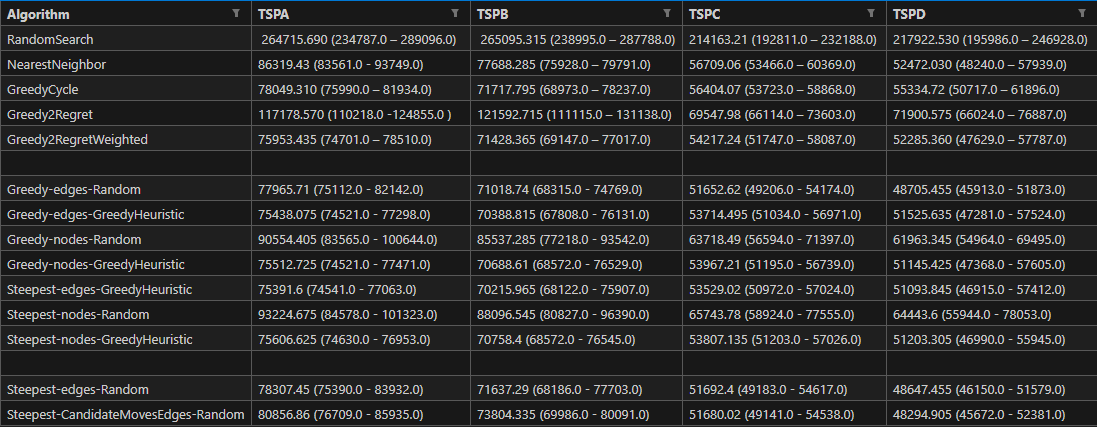 Algorithm TSPA TSPB TSPC TSPD
RandomSearch 264715.690 (234787.0 – 289096.0) 265095.315 (238995.0 – 287788.0) 214163.21 (192811.0 – 232188.0) 217922.530 (195986.0 – 246928.0)
NearestNeighbor 86319.43 (83561.0 - 93749.0) 77688.285 (75928.0 – 79791.0) 56709.06 (53466.0 – 60369.0) 52472.030 (48240.0 – 57939.0)
GreedyCycle 78049.310 (75990.0 – 81934.0) 71717.795 (68973.0 – 78237.0) 56404.07 (53723.0 – 58868.0) 55334.72 (50717.0 – 61896.0)
Greedy2Regret 117178.570 (110218.0 -124855.0 ) 121592.715 (111115.0 – 131138.0) 69547.98 (66114.0 – 73603.0) 71900.575 (66024.0 – 76887.0)
Greedy2RegretWeighted 75953.435 (74701.0 – 78510.0) 71428.365 (69147.0 – 77017.0) 54217.24 (51747.0 – 58087.0) 52285.360 (47629.0 – 57787.0)
Greedy-edges-Random 77965.71 (75112.0 - 82142.0) 71018.74 (68315.0 - 74769.0) 51652.62 (49206.0 - 54174.0) 48705.455 (45913.0 - 51873.0)
Greedy-edges-GreedyHeuristic 75438.075 (74521.0 - 77298.0) 70388.815 (67808.0 - 76131.0) 53714.495 (51034.0 - 56971.0) 51525.635 (47281.0 - 57524.0)
Greedy-nodes-Random 90554.405 (83565.0 - 100644.0) 85537.285 (77218.0 - 93542.0) 63718.49 (56594.0 - 71397.0) 61963.345 (54964.0 - 69495.0)
Greedy-nodes-GreedyHeuristic 75512.725 (74521.0 - 77471.0) 70688.61 (68572.0 - 76529.0) 53967.21 (51195.0 - 56739.0) 51145.425 (47368.0 - 57605.0)
Steepest-edges-GreedyHeuristic 75391.6 (74541.0 - 77063.0) 70215.965 (68122.0 - 75907.0) 53529.02 (50972.0 - 57024.0) 51093.845 (46915.0 - 57412.0)
Steepest-nodes-Random 93224.675 (84578.0 - 101323.0) 88096.545 (80827.0 - 96390.0) 65743.78 (58924.0 - 77555.0) 64443.6 (55944.0 - 78053.0)
Steepest-nodes-GreedyHeuristic 75606.625 (74630.0 - 76953.0) 70758.4 (68572.0 - 76545.0) 53807.135 (51203.0 - 57026.0) 51203.305 (46990.0 - 55945.0)
Steepest-edges-Random 78307.45 (75390.0 - 83932.0) 71637.29 (68186.0 - 77703.0) 51692.4 (49183.0 - 54617.0) 48647.455 (46150.0 - 51579.0)
Steepest-CandidateMovesEdges-Random 80856.86 (76709.0 - 85935.0) 73804.335 (69986.0 - 80091.0) 51680.02 (49141.0 - 54538.0) 48294.905 (45672.0 - 52381.0)